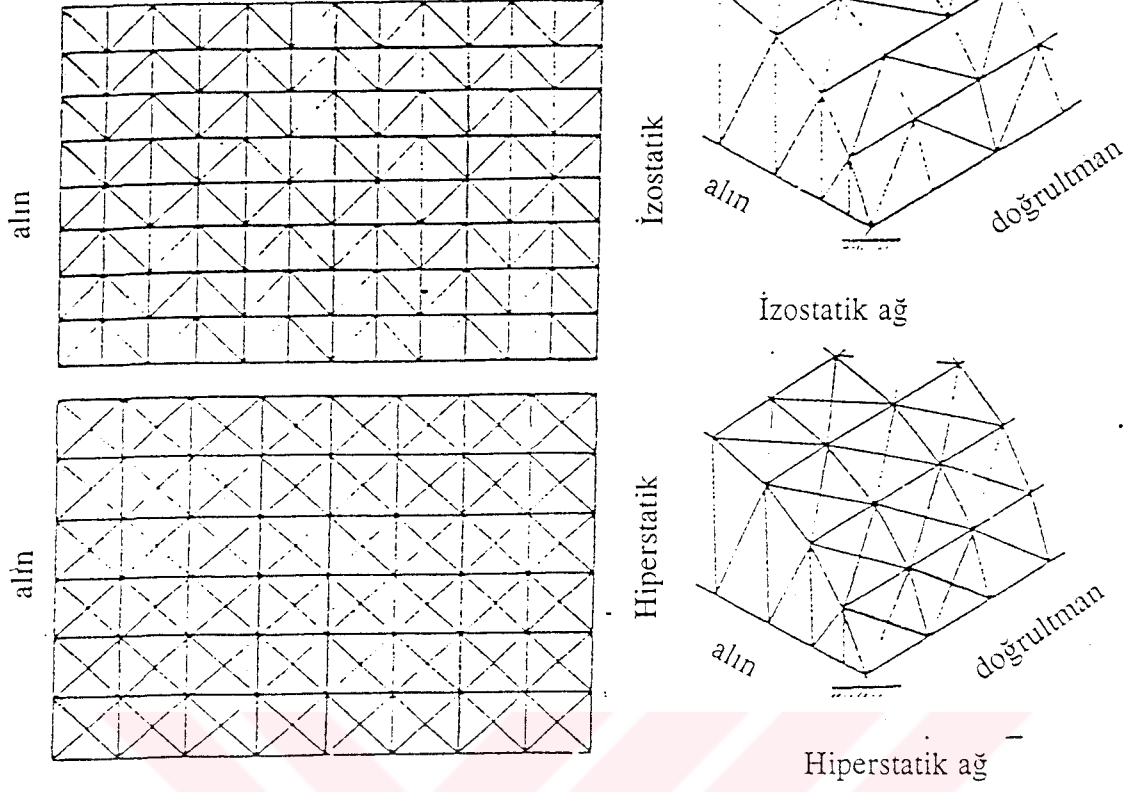 alın
İzostatik
alın
doğrultman
İzostatik ağ
alın
Hiperstatik
alın
doğrultman
Hiperstatik ağ